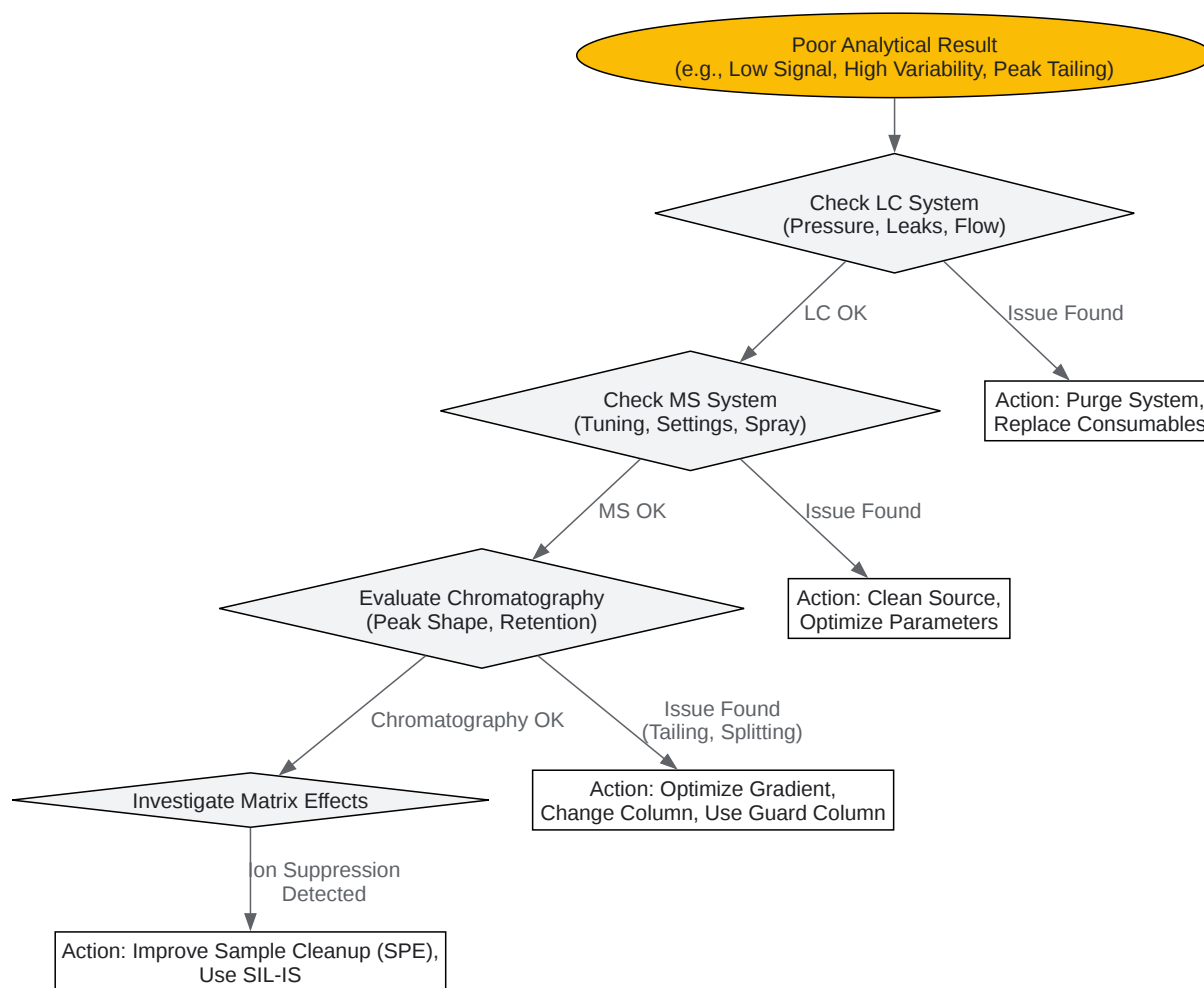 Poor Analytical Result
(e.g., Low Signal, High Variability, Peak Tailing)
Check LC System
(Pressure, Leaks, Flow)
LC OK
Issue Found
Check MS System
(Tuning, Settings, Spray)
Action: Purge System,
Replace Consumables
MS OK
Issue Found
Evaluate Chromatography
(Peak Shape, Retention)
Action: Clean Source,
Optimize Parameters
Chromatography OK
Issue Found
(Tailing, Splitting)
Investigate Matrix Effects
Action: Optimize Gradient,
Change Column, Use Guard Column
Ion Suppression
Detected
Action: Improve Sample Cleanup (SPE),
Use SIL-IS